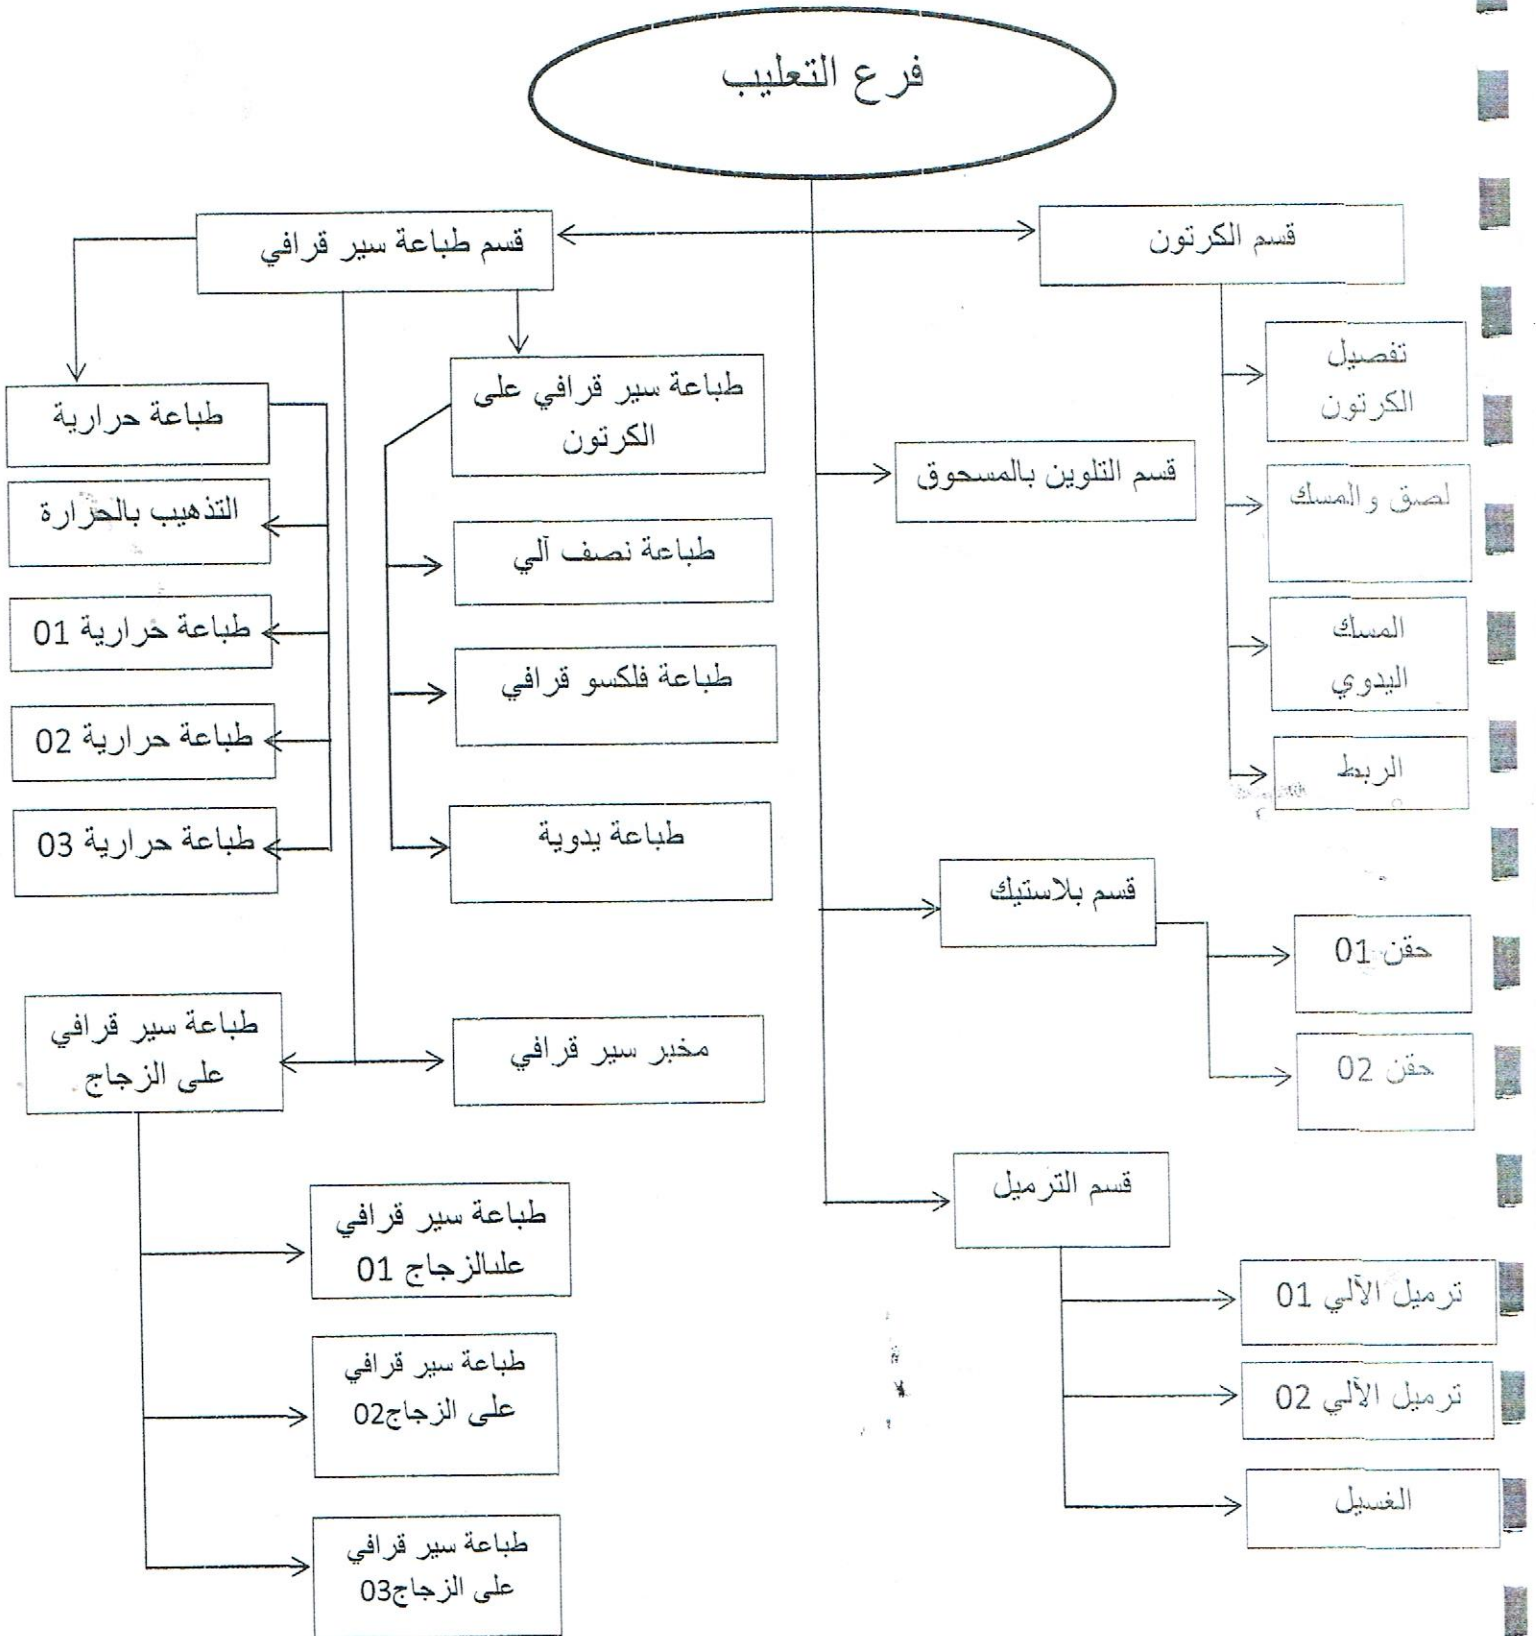 فرع التعليب
قسم الكرتون
تفصيل
الكرتون
لصق والمسك
المسك
اليدوي
الربط
قسم التلوين بالمسحوق
قسم بلاستيك
حقن 01
حقن 02
قسم الترميل
ترميل الآلي 01
ترميل الآلي 02
الغسيل
قسم طباعة سير قرافي
طباعة سير قرافي على
الكرتون
طباعة نصف آلي
طباعة فلكسو قرافي
طباعة يدوية
طباعة حرارية
التذهيب بالحرارة
طباعة حرارية 01
طباعة حرارية 02
طباعة حرارية 03
مخبر سير قرافي
طباعة سير قرافي
على الزجاج
طباعة سير قرافي
علىالزجاج 01
طباعة سير قرافي
على الزجاج02
طباعة سير قرافي
على الزجاج03